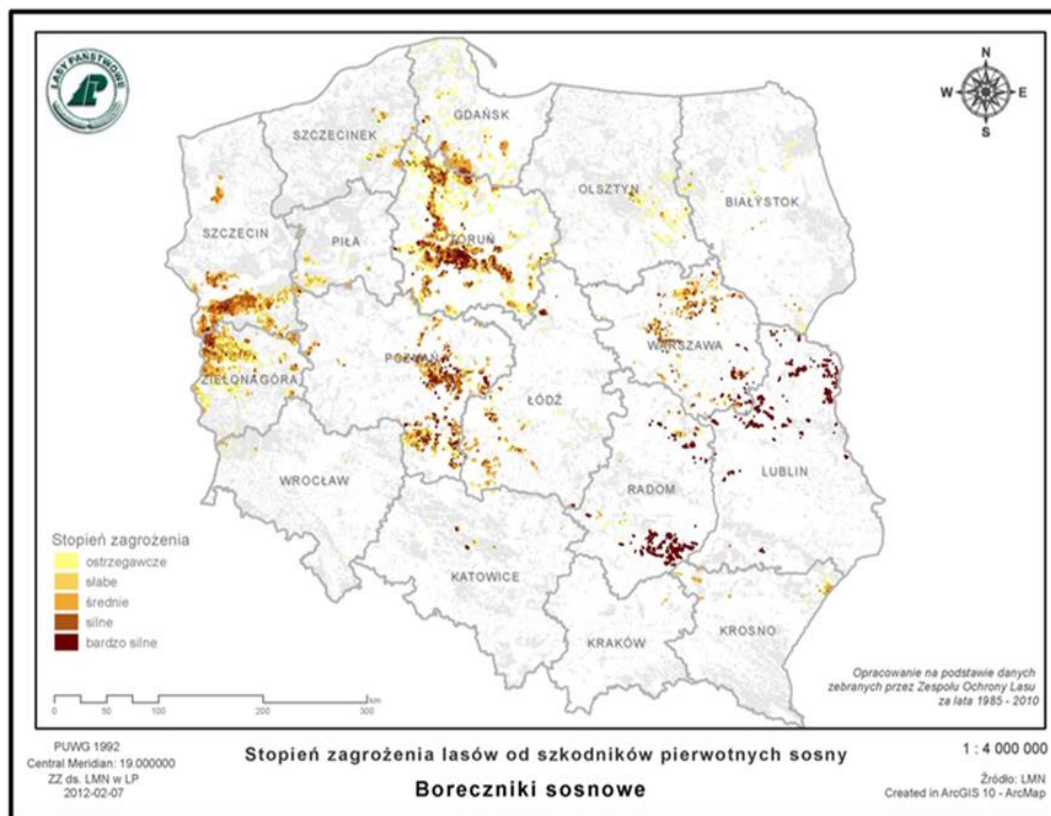 LASY PAŃSTWOWE
N
W E
S
GDAŃSK
SZCZECINEK
OLSZTYN
BIAŁYSTOK
SZCZECIN
PIŁA
TORUŃ
WARSZAWA
POZNAŃ
ZIELONAGÓRA
ŁÓDŹ
LUBLIN
WROCŁAW
RADOM
KATOWICE
KRAKÓW
KROSNO
Stopień zagrożenia
ostrzegawcze
słabe
średnie
silne
bardzo silne
km
0 50 100 200 300
Opracowanie na podstawie danych
zebranych przez Zespołu Ochrony Lasu
za lata 1985 - 2010
PUWG 1992
Central Meridian: 19.000000
ZZ ds. LMN w LP
2012-02-07
Stopień zagrożenia lasów od szkodników pierwotnych sosny
Boreczniki sosnowe
1 : 4 000 000
Źródło: LMN
Created in ArcGIS 10 - ArcMap